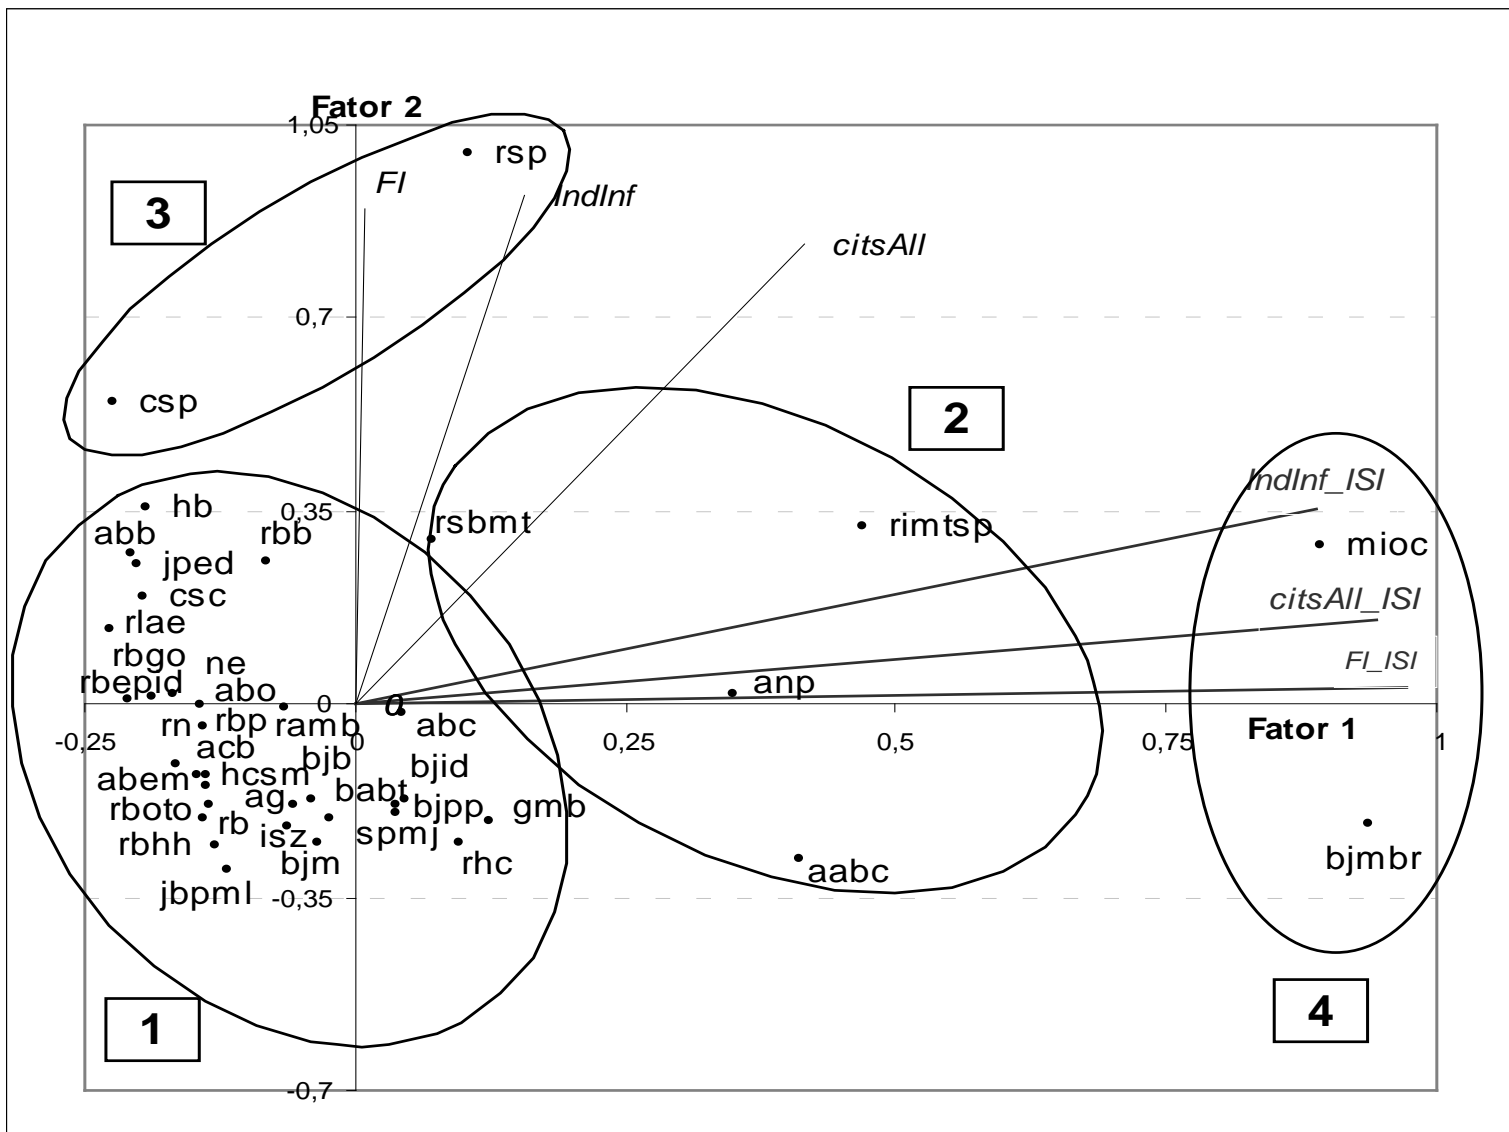 Fator 2
1,05
rsp
FI
IndInf
3
citsAll
0,7
csp
2
IndInf_ISI
hb
0,35
rsbmt
rimtsp
abb
rbb
mioc
jped
csc
citsAll_ISI
rlae
rbgo
ne
FI_ISI
rbepid
abo
anp
0
0
rn
rbp
ramb
abc
Fator 1
-0,25
0
0,25
0,5
0,75
1
acb
bjb
bjid
abem
hcsm
ag
babt
rboto
bjpp
gmb
rb
isz
spmj
rbhh
bjm
rhc
aabc
bjmbr
jbpml
-0,35
1
4
-0,7